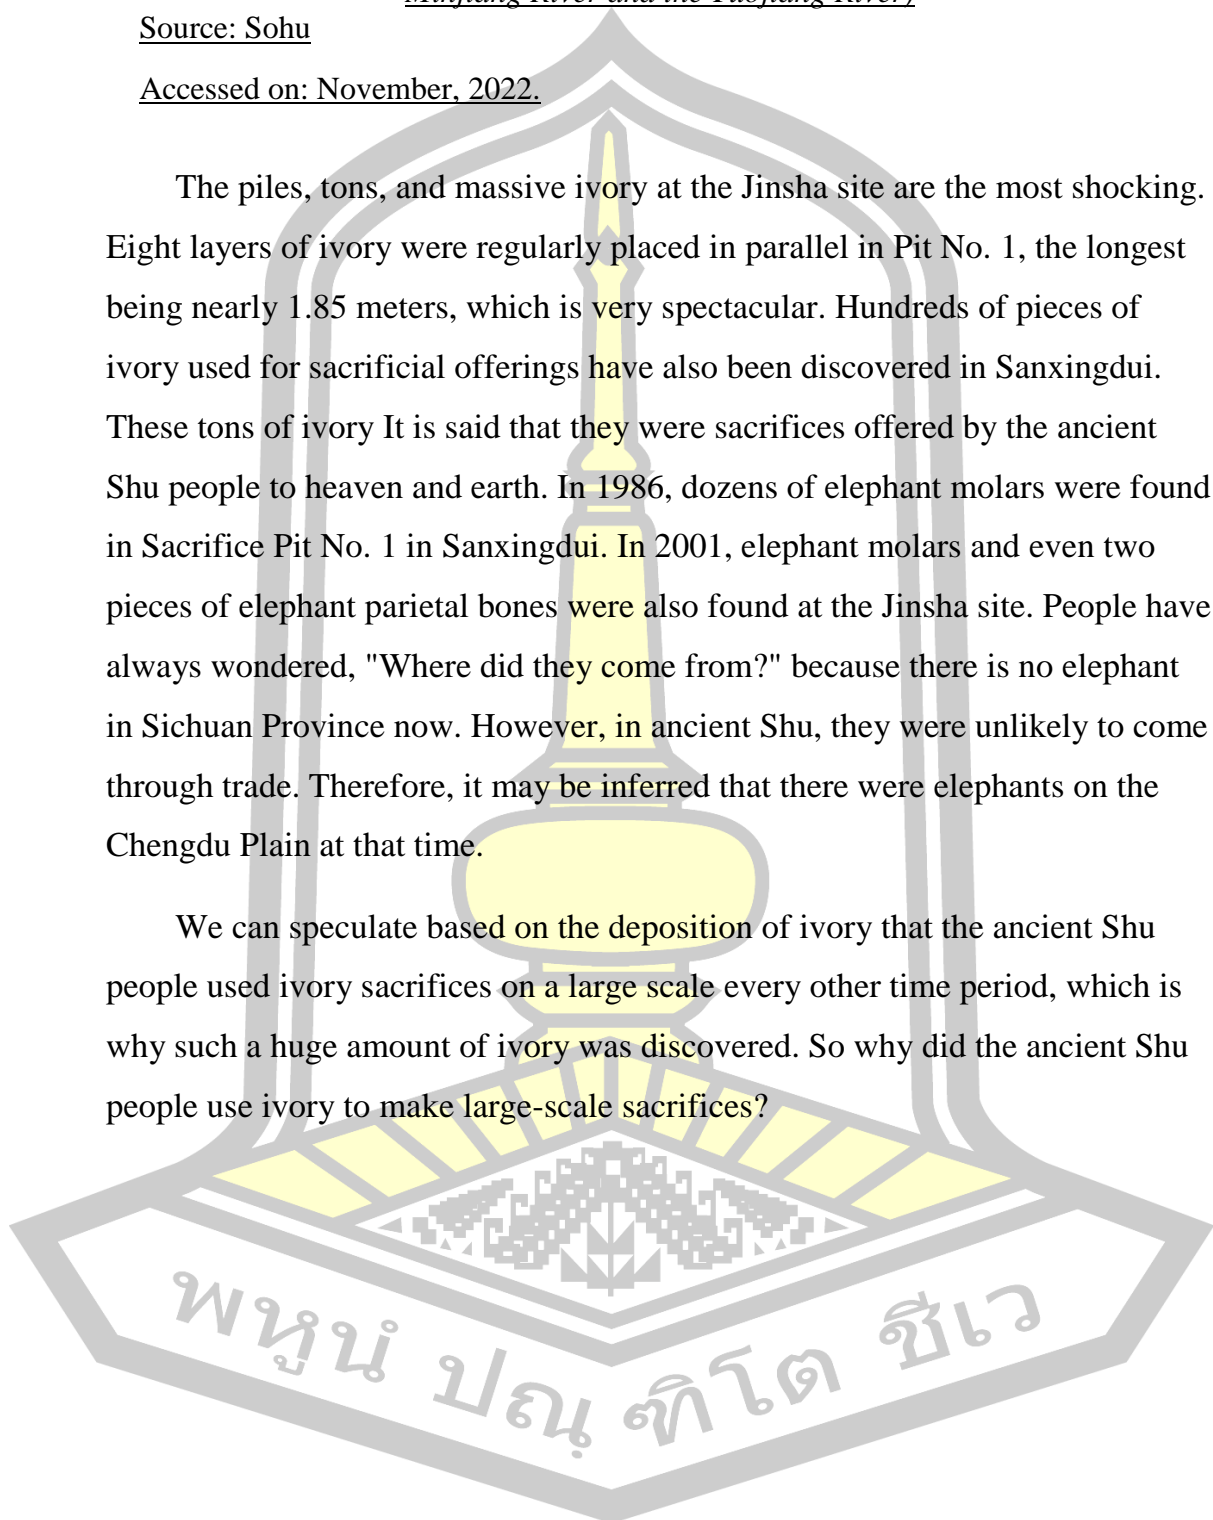 Minjiang River and the Tuojiang River)
Source: Sohu
Accessed on: November, 2022.
The piles, tons, and massive ivory at the Jinsha site are the most shocking.
Eight layers of ivory were regularly placed in parallel in Pit No. 1, the longest
being nearly 1.85 meters, which is very spectacular. Hundreds of pieces of
ivory used for sacrificial offerings have also been discovered in Sanxingdui.
These tons of ivory It is said that they were sacrifices offered by the ancient
Shu people to heaven and earth. In 1986, dozens of elephant molars were found
in Sacrifice Pit No. 1 in Sanxingdui. In 2001, elephant molars and even two
pieces of elephant parietal bones were also found at the Jinsha site. People have
always wondered, "Where did they come from?" because there is no elephant
in Sichuan Province now. However, in ancient Shu, they were unlikely to come
through trade. Therefore, it may be inferred that there were elephants on the
Chengdu Plain at that time.
We can speculate based on the deposition of ivory that the ancient Shu
people used ivory sacrifices on a large scale every other time period, which is
why such a huge amount of ivory was discovered. So why did the ancient Shu
people use ivory to make large-scale sacrifices?
พหูนํ ปณฺ ฑิโต ชีเว